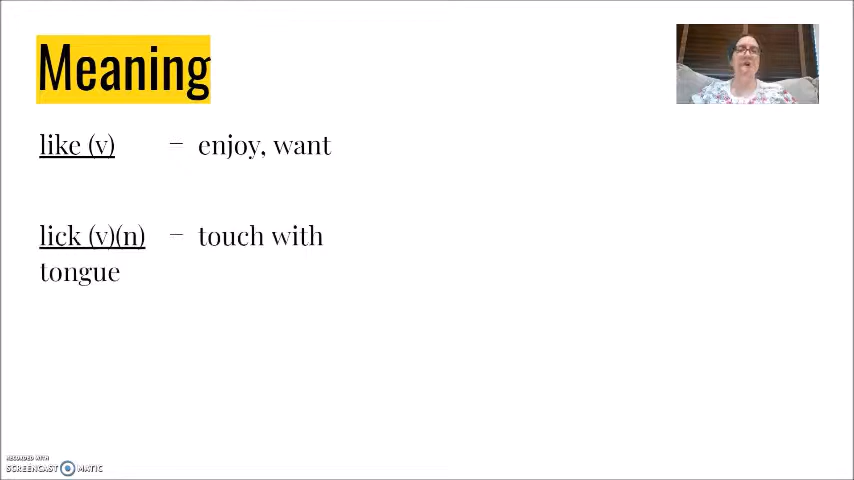 Meaning
like (v) – enjoy, want
lick (v)(n) – touch with
tongue
RECORDED WITH
SCREENCAST MATIC